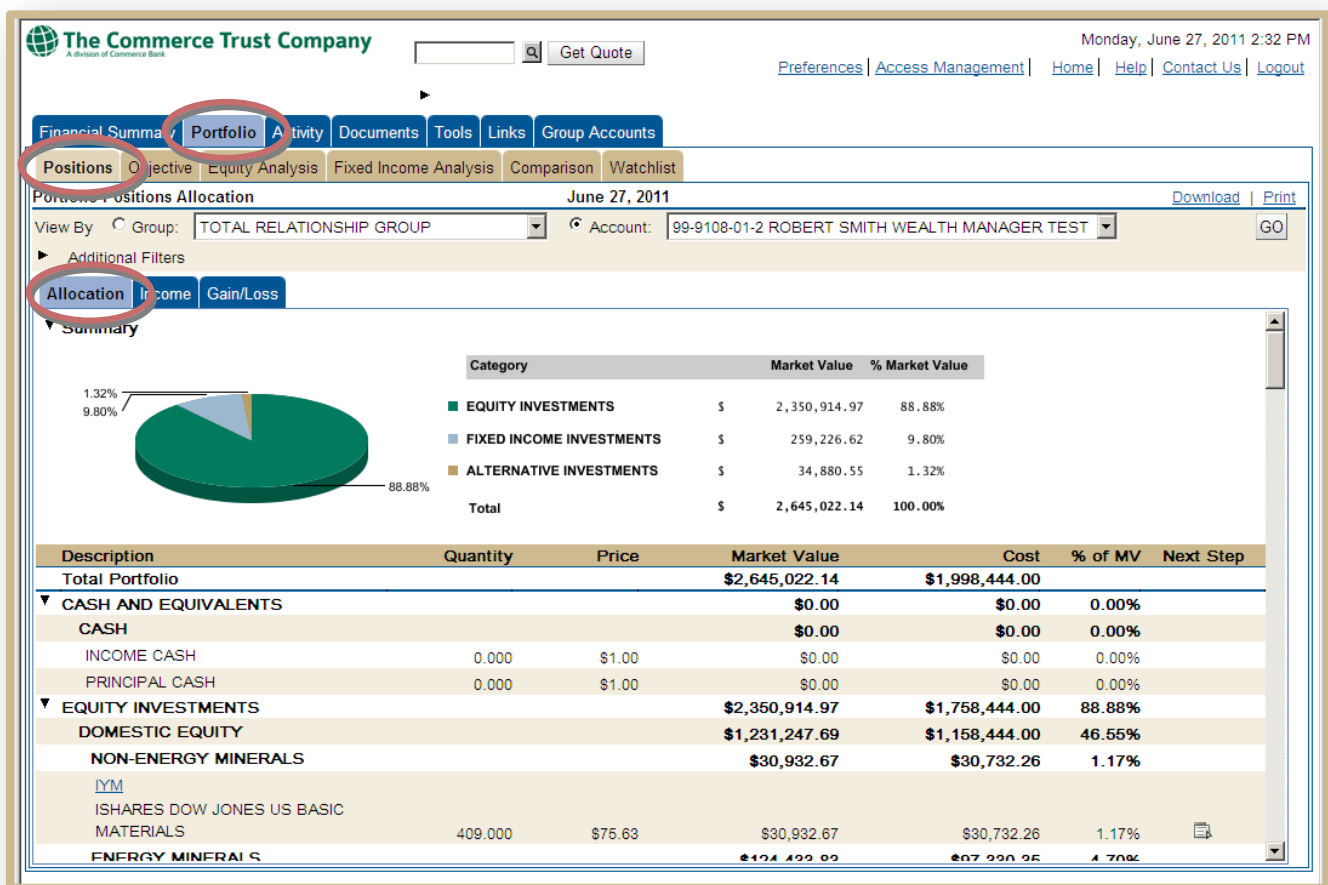 The Commerce Trust Company
A division of Commerce Bank
Get Quote
Monday, June 27, 2011 2:32 PM
Preferences | Access Management | Home | Help | Contact Us | Logout
Financial Summary Portfolio Activity Documents Tools Links Group Accounts
Positions Objective Equity Analysis Fixed Income Analysis Comparison Watchlist
Portfolio Positions Allocation June 27, 2011 Download | Print
View By Group: TOTAL RELATIONSHIP GROUP Account: 99-9108-01-2 ROBERT SMITH WEALTH MANAGER TEST GO
Additional Filters
Allocation Income Gain/Loss
Summary
1.32%
9.80%
88.88%
Category Market Value % Market Value
EQUITY INVESTMENTS $ 2,350,914.97 88.88%
FIXED INCOME INVESTMENTS $ 259,226.62 9.80%
ALTERNATIVE INVESTMENTS $ 34,880.55 1.32%
Total $ 2,645,022.14 100.00%
Description Quantity Price Market Value Cost % of MV Next Step
Total Portfolio $2,645,022.14 $1,998,444.00
CASH AND EQUIVALENTS $0.00 $0.00 0.00%
CASH $0.00 $0.00 0.00%
INCOME CASH 0.000 $1.00 $0.00 $0.00 0.00%
PRINCIPAL CASH 0.000 $1.00 $0.00 $0.00 0.00%
EQUITY INVESTMENTS $2,350,914.97 $1,758,444.00 88.88%
DOMESTIC EQUITY $1,231,247.69 $1,158,444.00 46.55%
NON-ENERGY MINERALS $30,932.67 $30,732.26 1.17%
IYM
ISHARES DOW JONES US BASIC
MATERIALS 409.000 $75.63 $30,932.67 $30,732.26 1.17%
ENERGY MINERALS $124,433.83 $97,330.35 4.70%